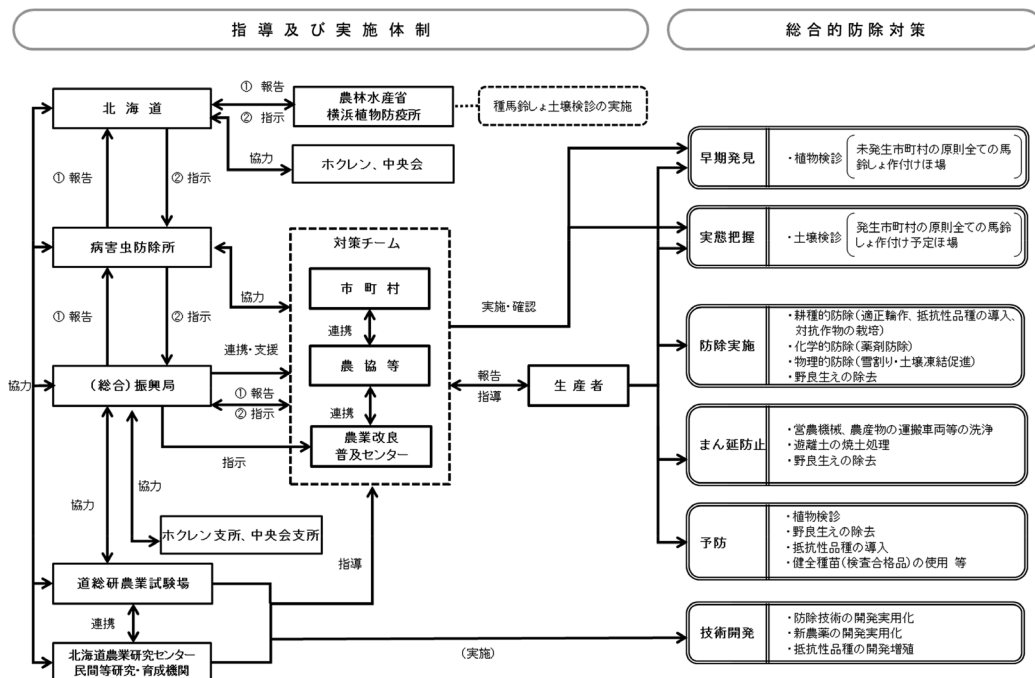 指導及び実施体制
総合的防除対策
北海道
① 報告
② 指示
農林水産省
横浜植物防疫所
種馬鈴しょ土壌検診の実施
協力
ホクレン、中央会
① 報告
② 指示
病害虫防除所
協力
① 報告
② 指示
連携・支援
(総合)振興局
① 報告
② 指示
協力
指示
対策チーム
市町村
連携
農協等
連携
農業改良
普及センター
実施・確認
報告
指導
生産者
協力
協力
ホクレン支所、中央会支所
指導
道総研農業試験場
連携
北海道農業研究センター
民間等研究・育成機関
(実施)
早期発見
・植物検診
未発生市町村の原則全ての馬
鈴しょ作付けほ場
実態把握
・土壌検診
発生市町村の原則全ての馬鈴
しょ作付け予定ほ場
防除実施
・耕種的防除(適正輪作、抵抗性品種の導入、
対抗作物の栽培)
・化学的防除(薬剤防除)
・物理的防除(雪割り・土壌凍結促進)
・野良生えの除去
まん延防止
・営農機械、農産物の運搬車両等の洗浄
・遊離土の焼土処理
・野良生えの除去
予防
・植物検診
・野良生えの除去
・抵抗性品種の導入
・健全種苗(検査合格品)の使用 等
技術開発
・防除技術の開発実用化
・新農薬の開発実用化
・抵抗性品種の開発増殖